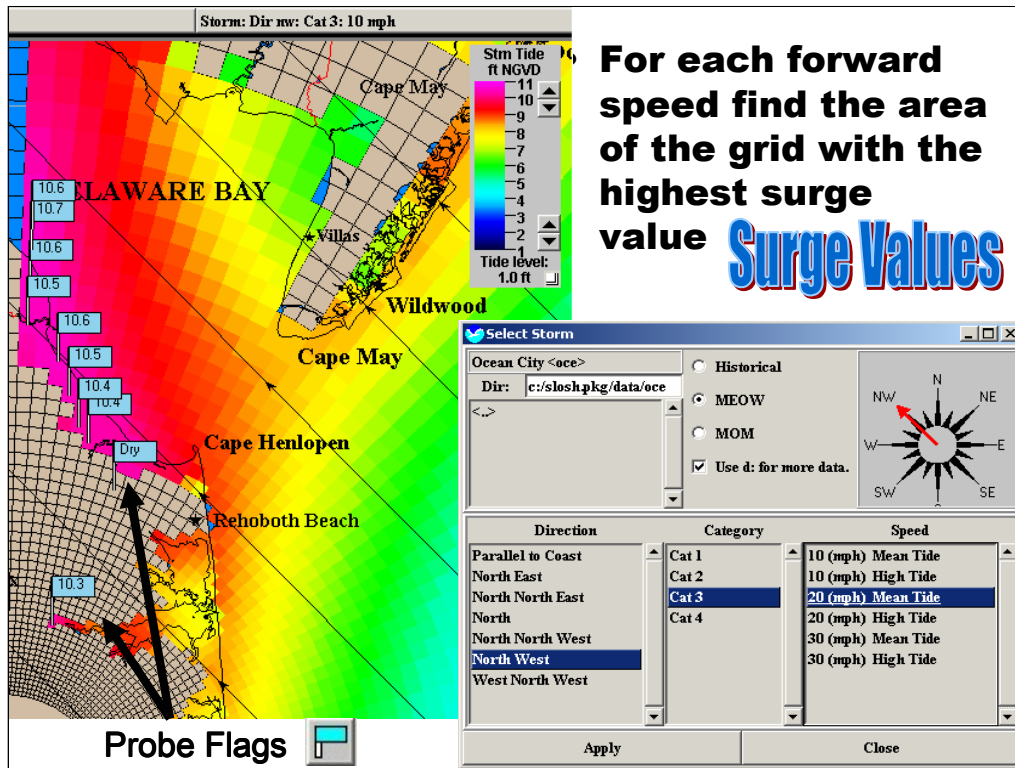 Storm: Dir nw: Cat 3: 10 mph
For each forward
speed find the area
of the grid with the
highest surge
value
Surge Values
Stm Tide
ft NGVD
11
10
9
8
7
6
5
4
3
2
1
Tide level:
1.0 ft
Cape May
DELAWARE BAY
Villas
Wildwood
Cape May
Cape Henlopen
Rehoboth Beach
10.6
10.7
10.6
10.5
10.6
10.5
10.4
10.4
Dry
10.3
Probe Flags
Select Storm
Ocean City <oce>
Dir: c:/slosh.pkg/data/oce
<..>
Historical
MEOW
MOM
Use d: for more data.
N
NE
E
SE
S
SW
W
NW
Direction
Parallel to Coast
North East
North North East
North
North North West
North West
West North West
Category
Cat 1
Cat 2
Cat 3
Cat 4
Speed
10 (mph) Mean Tide
10 (mph) High Tide
20 (mph) Mean Tide
20 (mph) High Tide
30 (mph) Mean Tide
30 (mph) High Tide
Apply
Close